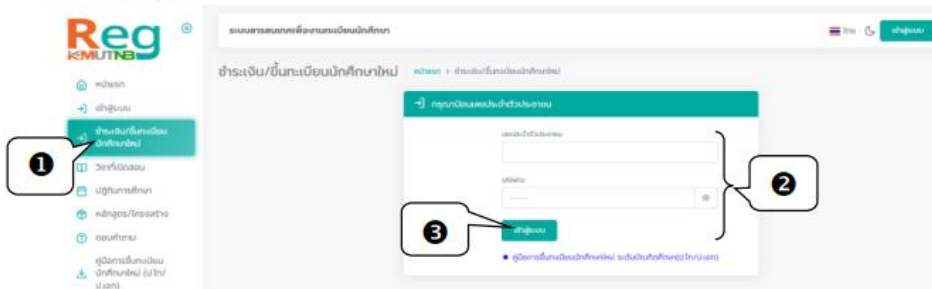 Reg
KMUTNB
®
ระบบสารสนเทศเพื่องานทะเบียนนักศึกษา
ไทย
เข้าสู่ระบบ
ชำระเงิน/ขึ้นทะเบียนนักศึกษาใหม่
หน้าแรก > ชำระเงิน/ขึ้นทะเบียนนักศึกษาใหม่
หน้าแรก
เข้าสู่ระบบ
ชำระเงิน/ขึ้นทะเบียน
นักศึกษาใหม่
วิชาที่เปิดสอน
ปฏิทินการศึกษา
หลักสูตร/โครงสร้าง
ตอบคำถาม
คู่มือการขึ้นทะเบียน
นักศึกษาใหม่ (ป.โท/
ป.เอก)
❶
กรุณาป้อนเลขประจำตัวประชาชน
เลขประจำตัวประชาชน
รหัสผ่าน
❷
❸
เข้าสู่ระบบ
คู่มือการขึ้นทะเบียนนักศึกษาใหม่ ระดับบัณฑิตศึกษา(ป.โท/ป.เอก)